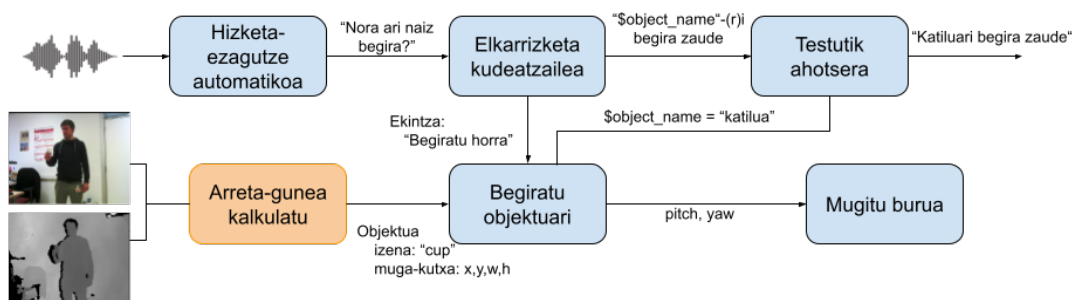 Hizketa-
ezagutze
automatikoa
“Nora ari naiz
begira?”
Elkarrizketa
kudeatzailea
“$object_name“-(r)i
begira zaude
Testutik
ahotsera
“Katiluari begira zaude“
Ekintza:
“Begiratu horra”
$object_name = “katilua”
Arreta-gunea
kalkulatu
Objektua
izena: “cup”
muga-kutxa: x,y,w,h
Begiratu
objektuari
pitch, yaw
Mugitu burua